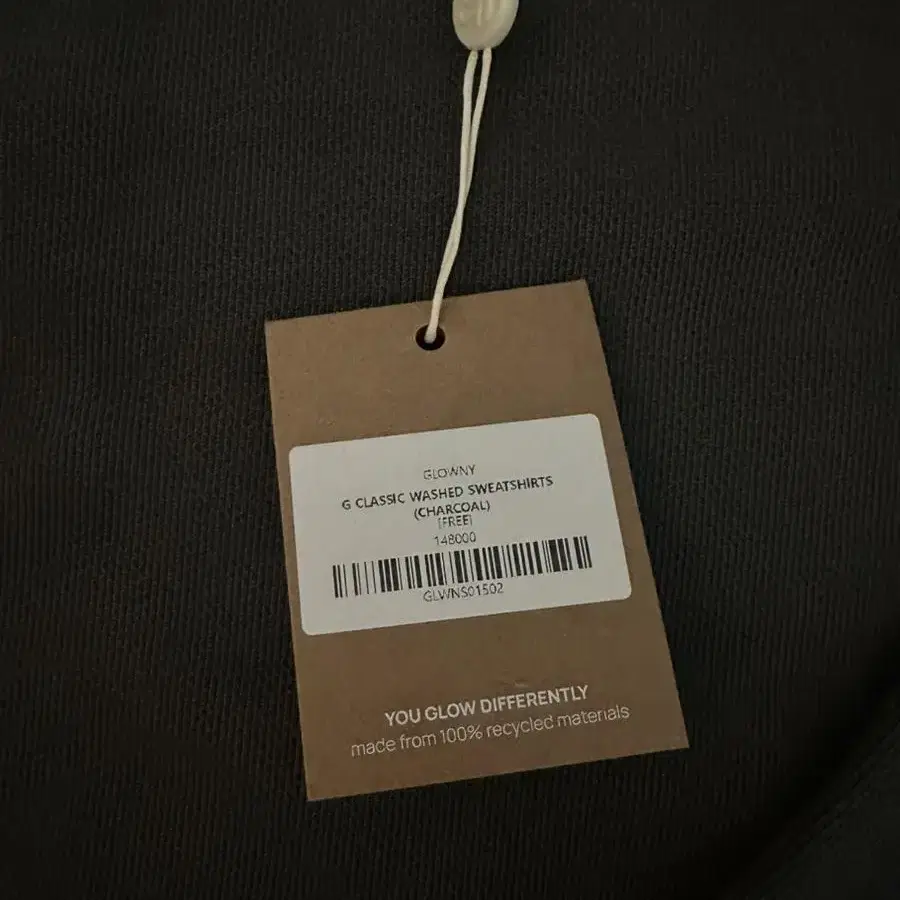 GLOWNY
G CLASSIC WASHED SWEATSHIRTS
(CHARCOAL)
[FREE]
148000
GLWNS01502
YOU GLOW DIFFERENTLY
made from 100% recycled materials